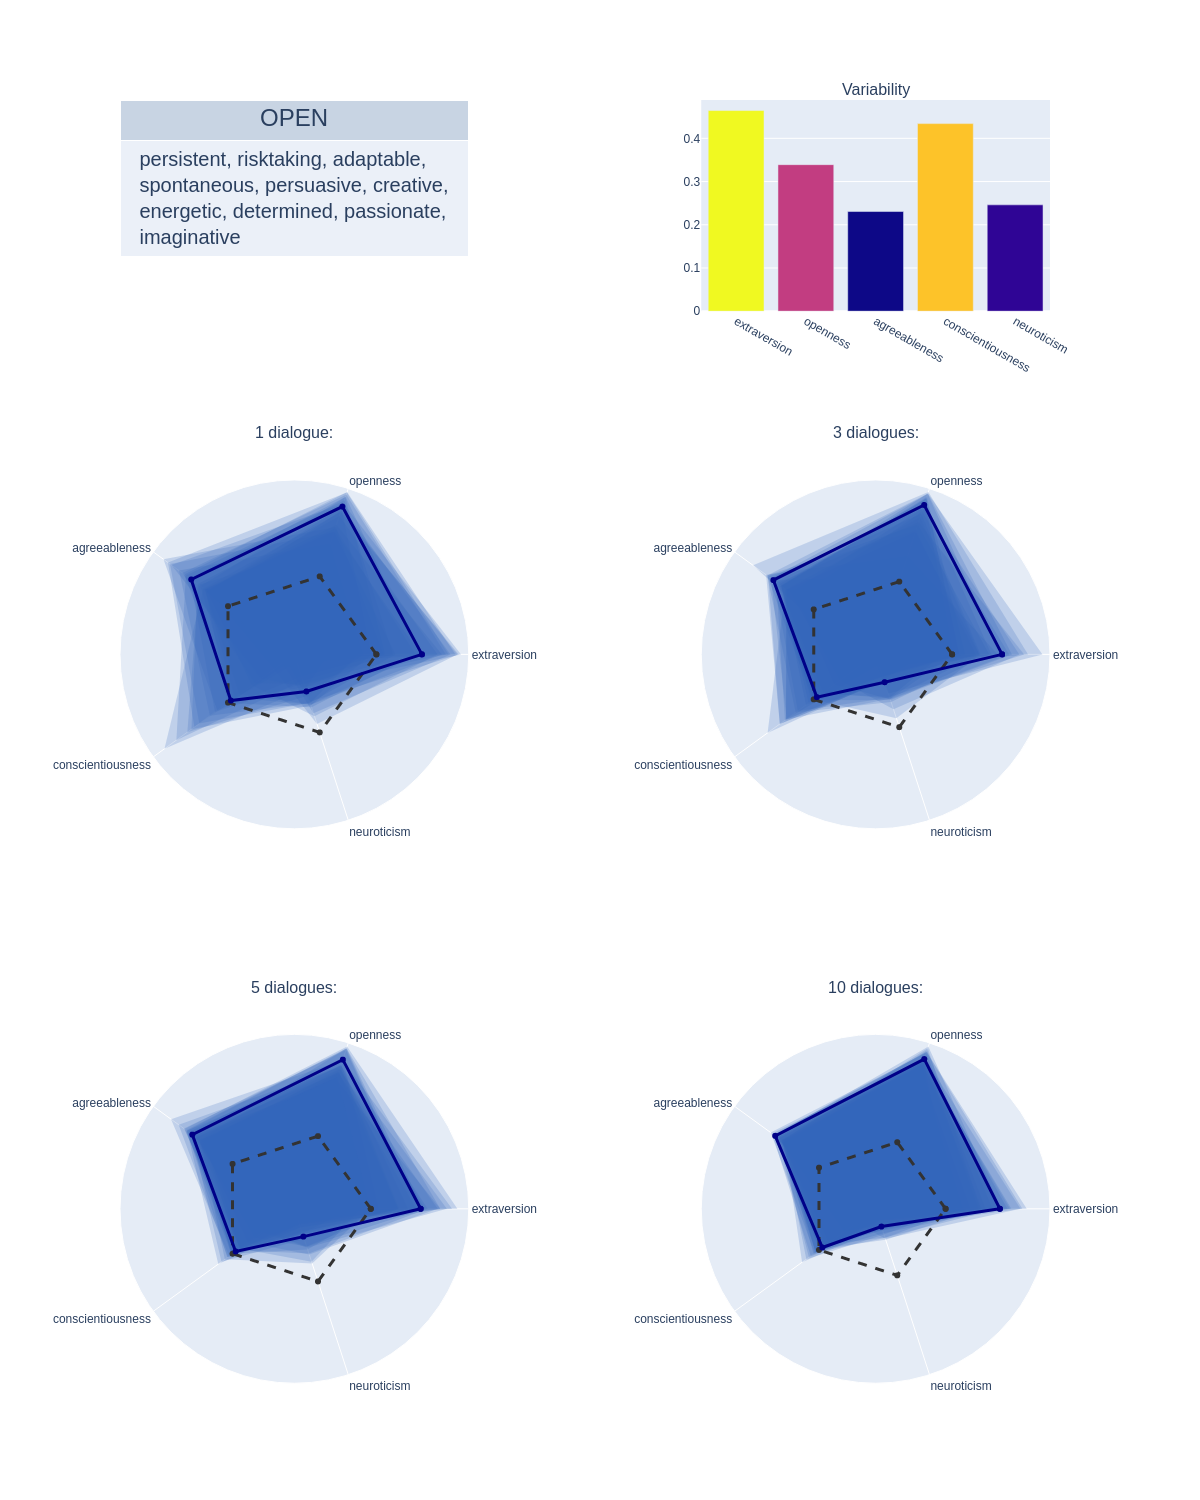 OPEN
persistent, risktaking, adaptable,
spontaneous, persuasive, creative,
energetic, determined, passionate,
imaginative
Variability
0.4
0.3
0.2
0.1
0
extraversion
openness
agreeableness
conscientiousness
neuroticism
1 dialogue:
openness
agreeableness
extraversion
conscientiousness
neuroticism
3 dialogues:
openness
agreeableness
extraversion
conscientiousness
neuroticism
5 dialogues:
openness
agreeableness
extraversion
conscientiousness
neuroticism
10 dialogues:
openness
agreeableness
extraversion
conscientiousness
neuroticism